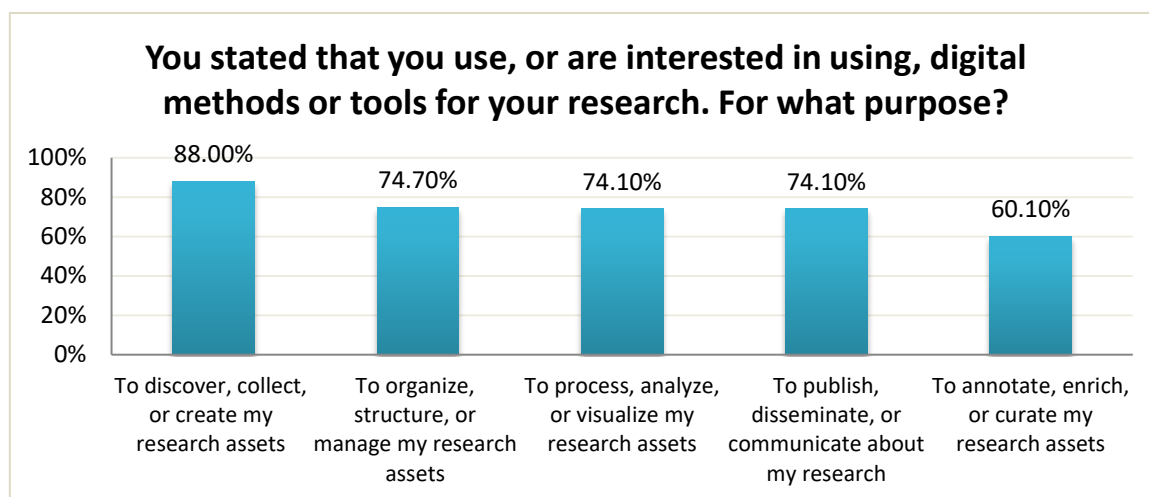 You stated that you use, or are interested in using, digital
methods or tools for your research. For what purpose?
100%
80%
60%
40%
20%
0%
88.00%
74.70%
74.10%
74.10%
60.10%
To discover, collect,
or create my
research assets
To organize,
structure, or
manage my research
assets
To process, analyze,
or visualize my
research assets
To publish,
disseminate, or
communicate about
my research
To annotate, enrich,
or curate my
research assets